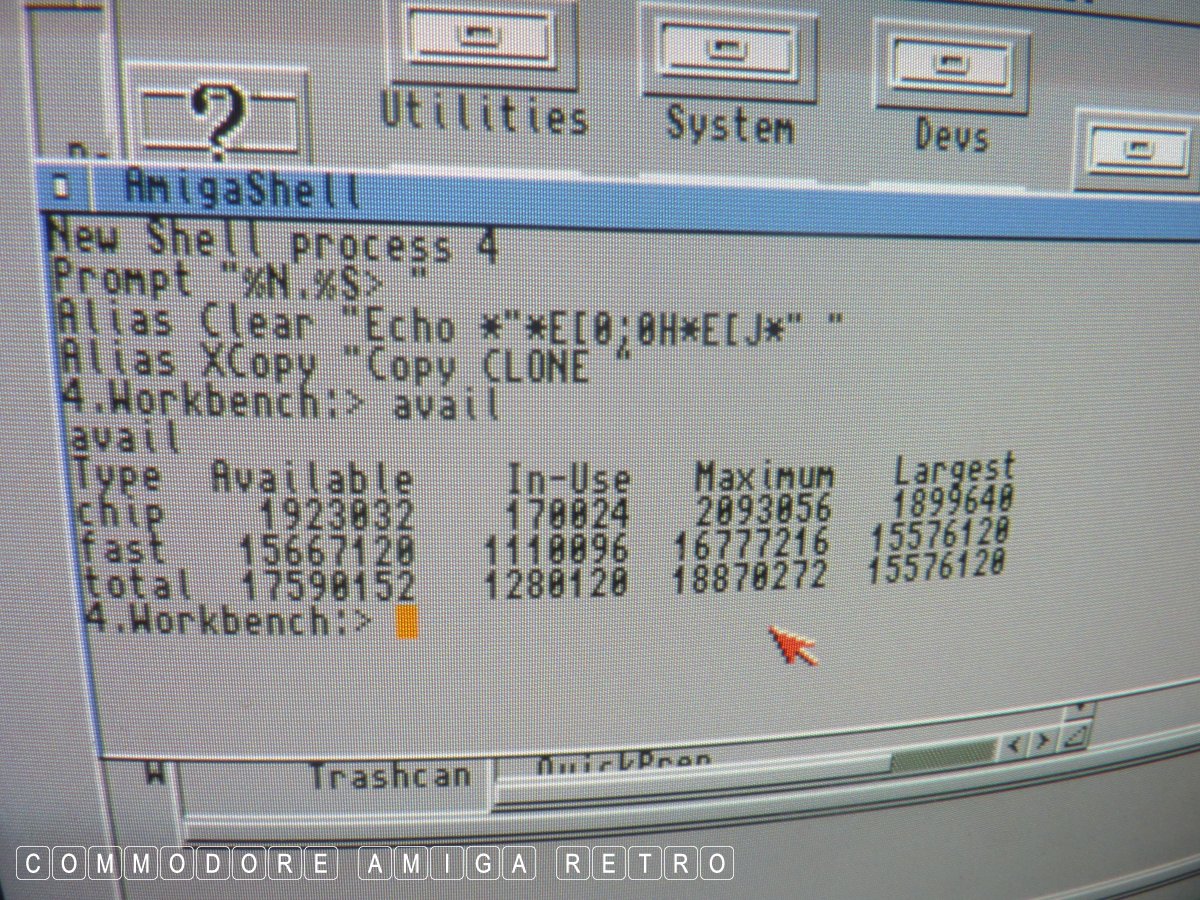 Utilities
System
Devs
?
AmigaShell
New Shell process 4
Prompt "%N.%S> "
Alias Clear "Echo *"*E[0;0H*E[J*" "
Alias XCopy "Copy CLONE "
4.Workbench:> avail
avail
Type Available In-Use Maximum Largest
chip 1923032 170024 2093056 1899640
fast 15667120 1110096 16777216 15576120
total 17590152 1280120 18870272 15576120
4.Workbench:>
W
Trashcan
QuickPrep
COMMODORE AMIGA RETRO